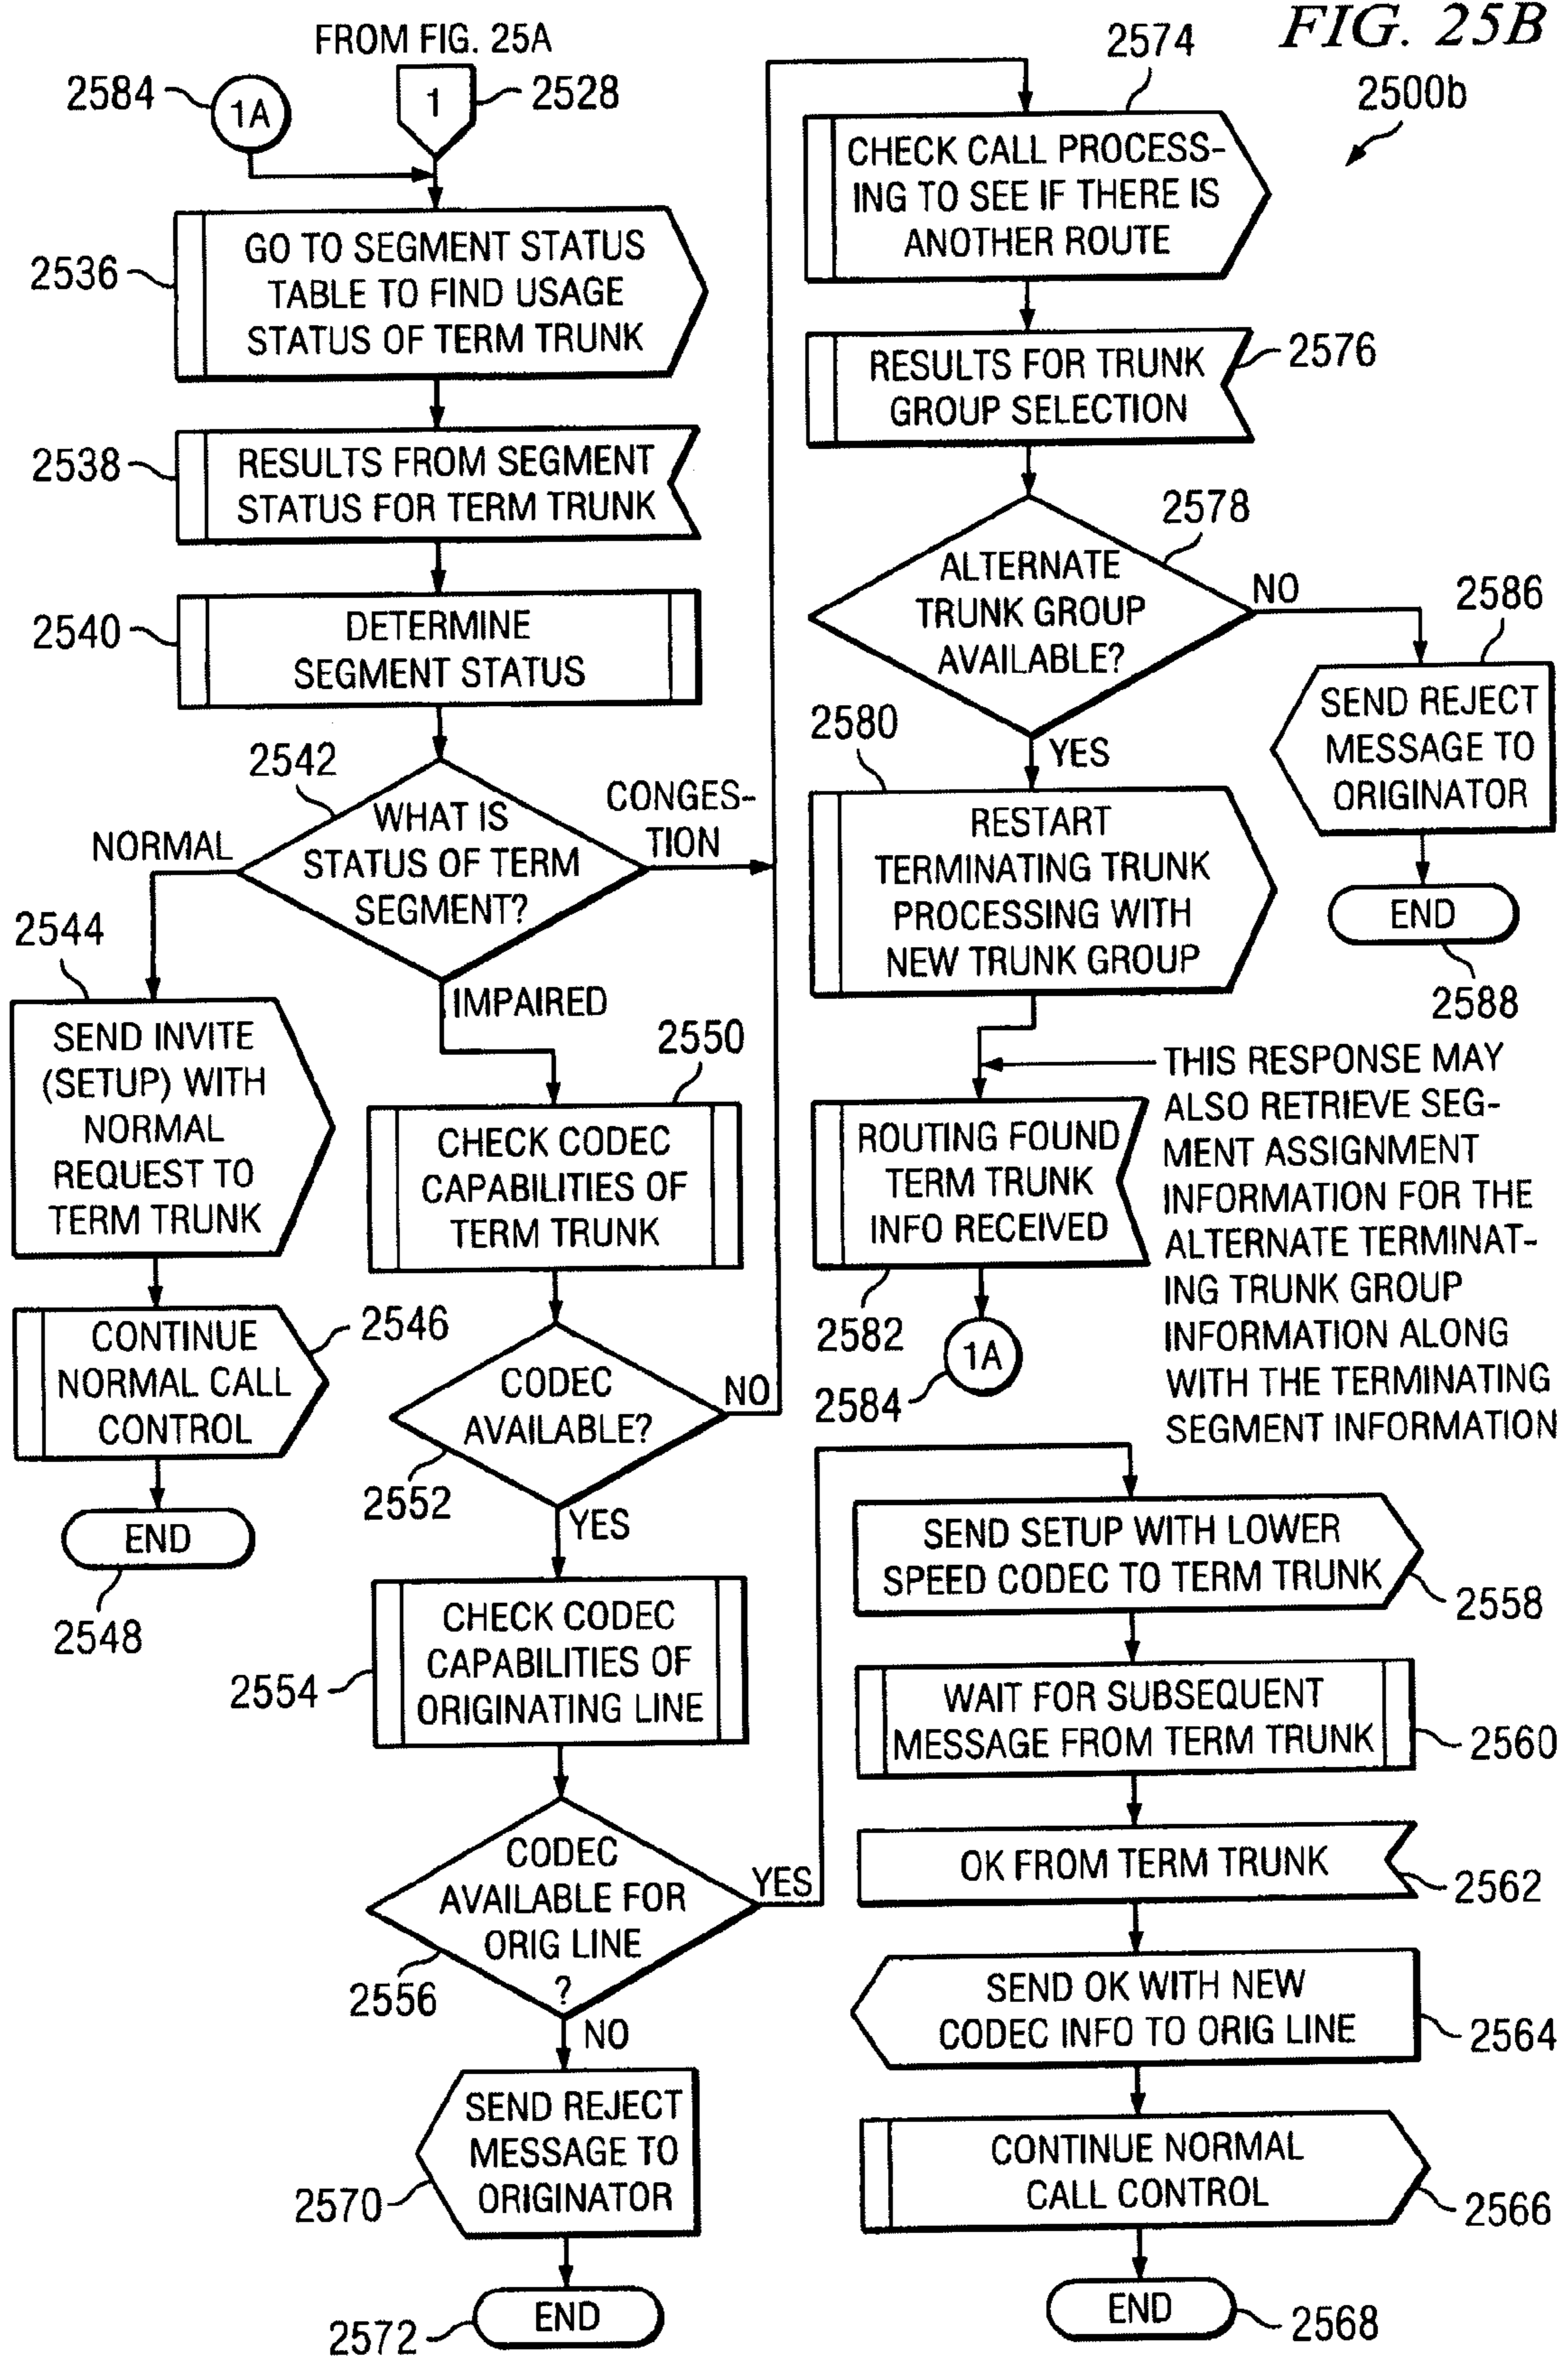 FIG. 25B
2500b
FROM FIG. 25A
2584
1A
1
2528
2536
GO TO SEGMENT STATUS
TABLE TO FIND USAGE
STATUS OF TERM TRUNK
2538
RESULTS FROM SEGMENT
STATUS FOR TERM TRUNK
2540
DETERMINE
SEGMENT STATUS
2542
WHAT IS
STATUS OF TERM
SEGMENT?
NORMAL
CONGES-
TION
IMPAIRED
2544
SEND INVITE
(SETUP) WITH
NORMAL
REQUEST TO
TERM TRUNK
2546
CONTINUE
NORMAL CALL
CONTROL
END
2548
2550
CHECK CODEC
CAPABILITIES OF
TERM TRUNK
CODEC
AVAILABLE?
NO
2552
YES
2554
CHECK CODEC
CAPABILITIES OF
ORIGINATING LINE
CODEC
AVAILABLE FOR
ORIG LINE
?
YES
2556
NO
SEND REJECT
MESSAGE TO
ORIGINATOR
2570
END
2572
2574
CHECK CALL PROCESS-
ING TO SEE IF THERE IS
ANOTHER ROUTE
RESULTS FOR TRUNK
GROUP SELECTION
2576
2578
ALTERNATE
TRUNK GROUP
AVAILABLE?
NO
YES
2586
SEND REJECT
MESSAGE TO
ORIGINATOR
END
2588
2580
RESTART
TERMINATING TRUNK
PROCESSING WITH
NEW TRUNK GROUP
ROUTING FOUND
TERM TRUNK
INFO RECEIVED
2582
1A
2584
THIS RESPONSE MAY
ALSO RETRIEVE SEG-
MENT ASSIGNMENT
INFORMATION FOR THE
ALTERNATE TERMINAT-
ING TRUNK GROUP
INFORMATION ALONG
WITH THE TERMINATING
SEGMENT INFORMATION
SEND SETUP WITH LOWER
SPEED CODEC TO TERM TRUNK
2558
WAIT FOR SUBSEQUENT
MESSAGE FROM TERM TRUNK
2560
OK FROM TERM TRUNK
2562
SEND OK WITH NEW
CODEC INFO TO ORIG LINE
2564
CONTINUE NORMAL
CALL CONTROL
2566
END
2568